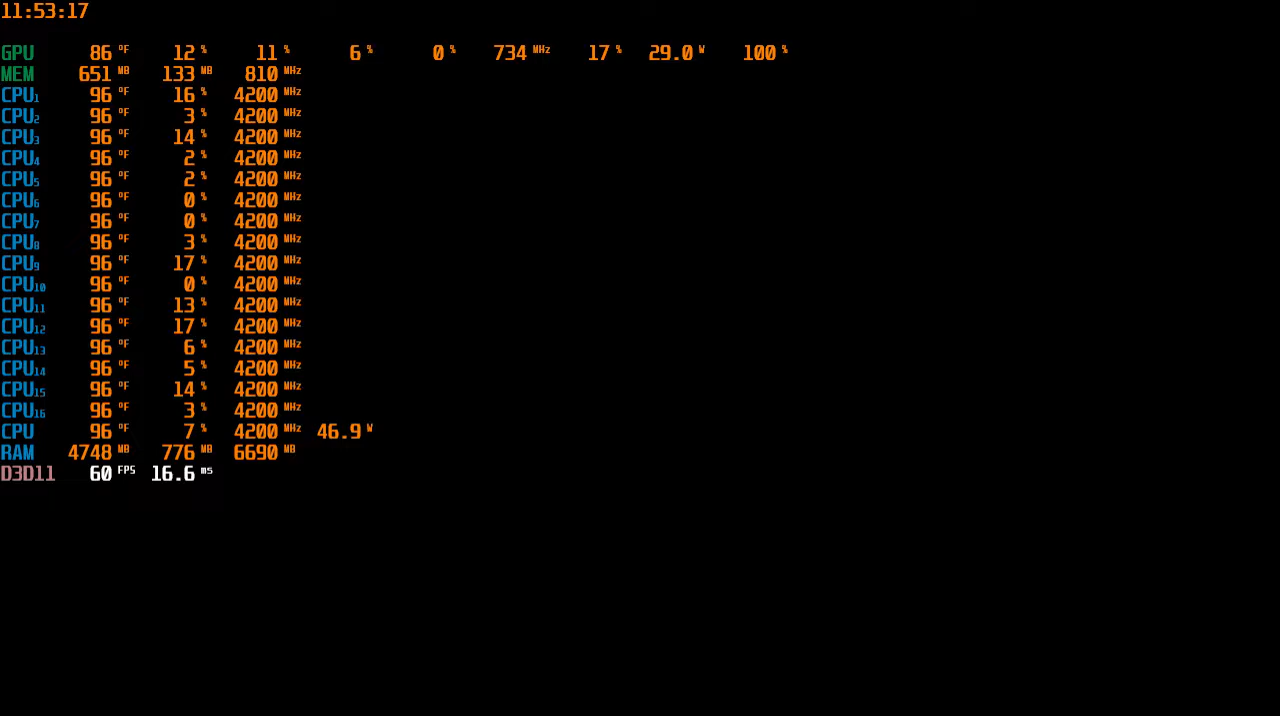 11:53:17
GPU 86 °F 12 % 11 % 6 % 0 % 734 MHz 17 % 29.0 W 100 %
MEM 651 MB 133 MB 810 MHz
CPU1 96 °F 16 % 4200 MHz
CPU2 96 °F 3 % 4200 MHz
CPU3 96 °F 14 % 4200 MHz
CPU4 96 °F 2 % 4200 MHz
CPU5 96 °F 2 % 4200 MHz
CPU6 96 °F 0 % 4200 MHz
CPU7 96 °F 0 % 4200 MHz
CPU8 96 °F 3 % 4200 MHz
CPU9 96 °F 17 % 4200 MHz
CPU10 96 °F 0 % 4200 MHz
CPU11 96 °F 13 % 4200 MHz
CPU12 96 °F 17 % 4200 MHz
CPU13 96 °F 6 % 4200 MHz
CPU14 96 °F 5 % 4200 MHz
CPU15 96 °F 14 % 4200 MHz
CPU16 96 °F 3 % 4200 MHz
CPU 96 °F 7 % 4200 MHz 46.9 W
RAM 4748 MB 776 MB 6690 MB
D3D11 60 FPS 16.6 ms